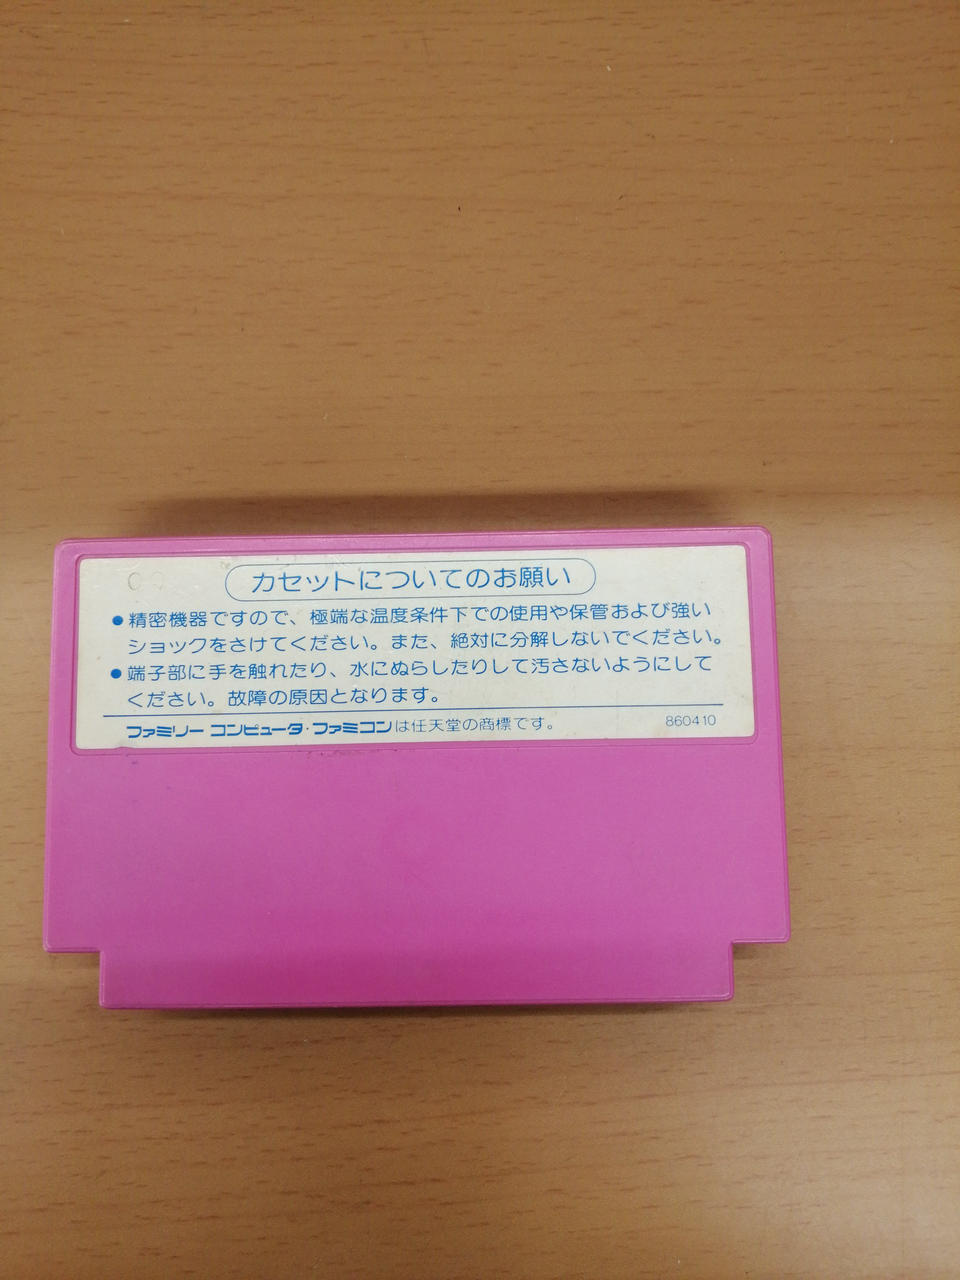 カセットについてのお願い
●精密機器ですので、極端な温度条件下での使用や保管および強い
ショックをさけてください。また、絶対に分解しないでください。
●端子部に手を触れたり、水にぬらしたりして汚さないようにして
ください。故障の原因となります。
ファミリー コンピュータ・ファミコンは任天堂の商標です。 860410